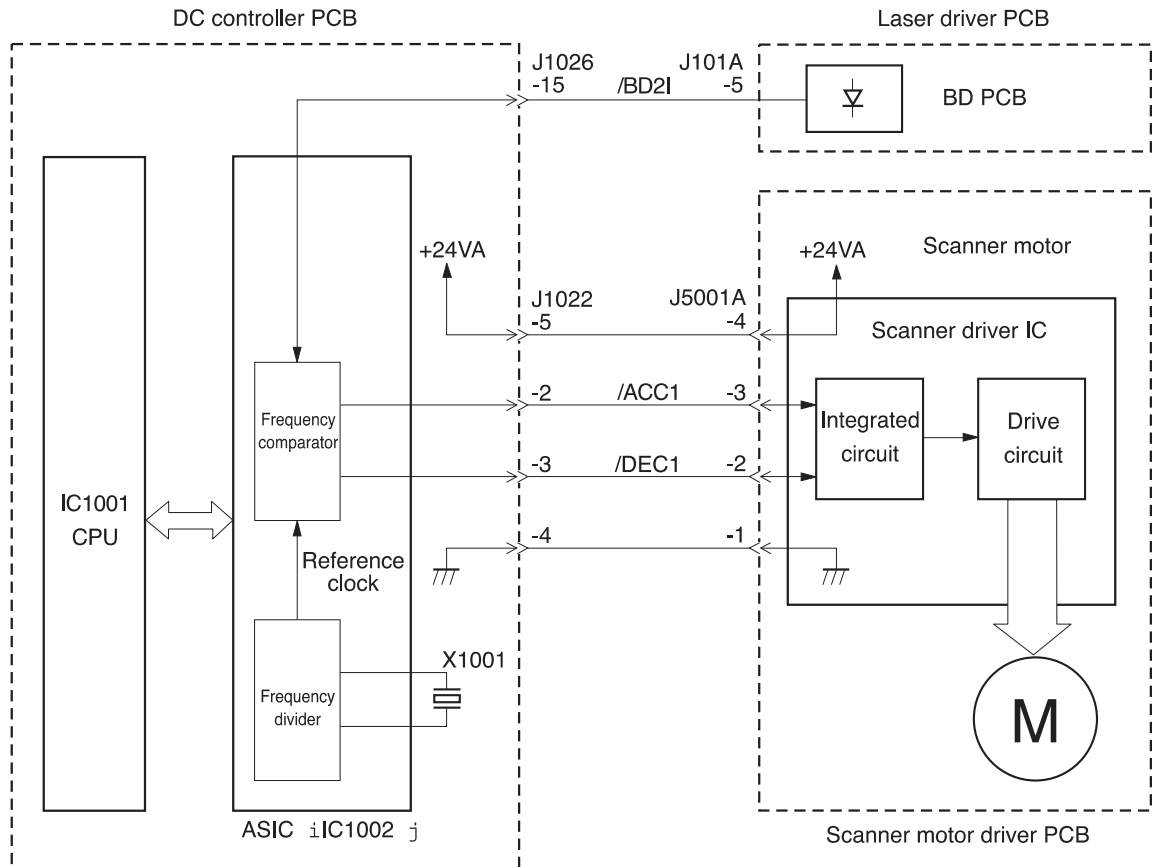 DC controller PCB
Laser driver PCB
J1026
-15
/BD2I
J101A
-5
BD PCB
+24VA
J1022
-5
J5001A
-4
+24VA
Scanner motor
Scanner driver IC
Frequency
comparator
-2
/ACC1
-3
Integrated
circuit
Drive
circuit
-3
/DEC1
-2
IC1001
CPU
-4
-1
Reference
clock
X1001
Frequency
divider
M
ASIC iIC1002 j
Scanner motor driver PCB